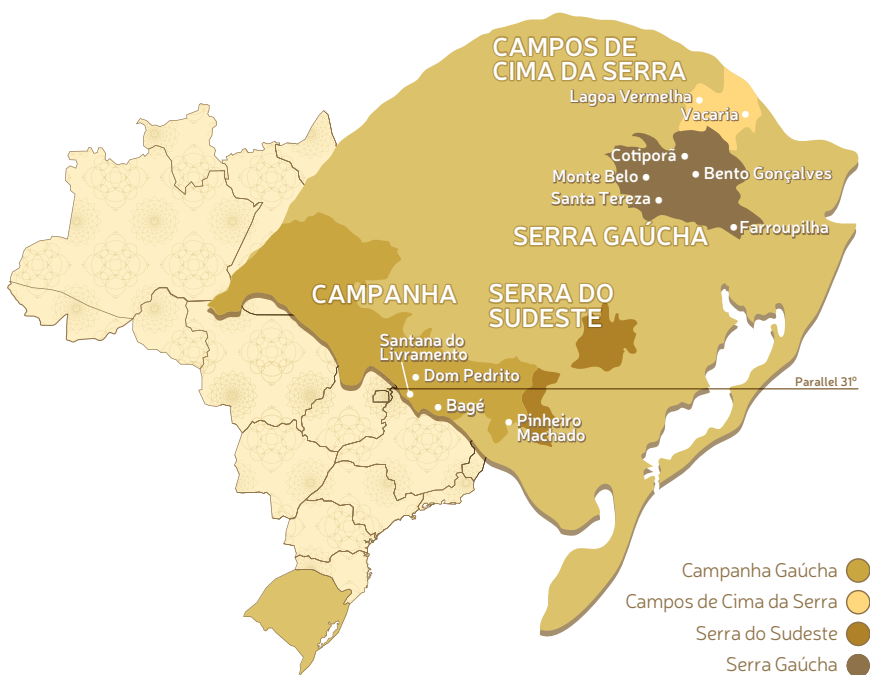 CAMPOS DE
CIMA DA SERRA
Lagoa Vermelha
Vacaria
Cotiporã
Monte Belo
Bento Gonçalves
Santa Tereza
Farroupilha
SERRA GAÚCHA
CAMPANHA
SERRA DO
SUDESTE
Santana do
Livramento
Dom Pedrito
Parallel 31º
Bagé
Pinheiro
Machado
Campanha Gaúcha
Campos de Cima da Serra
Serra do Sudeste
Serra Gaúcha